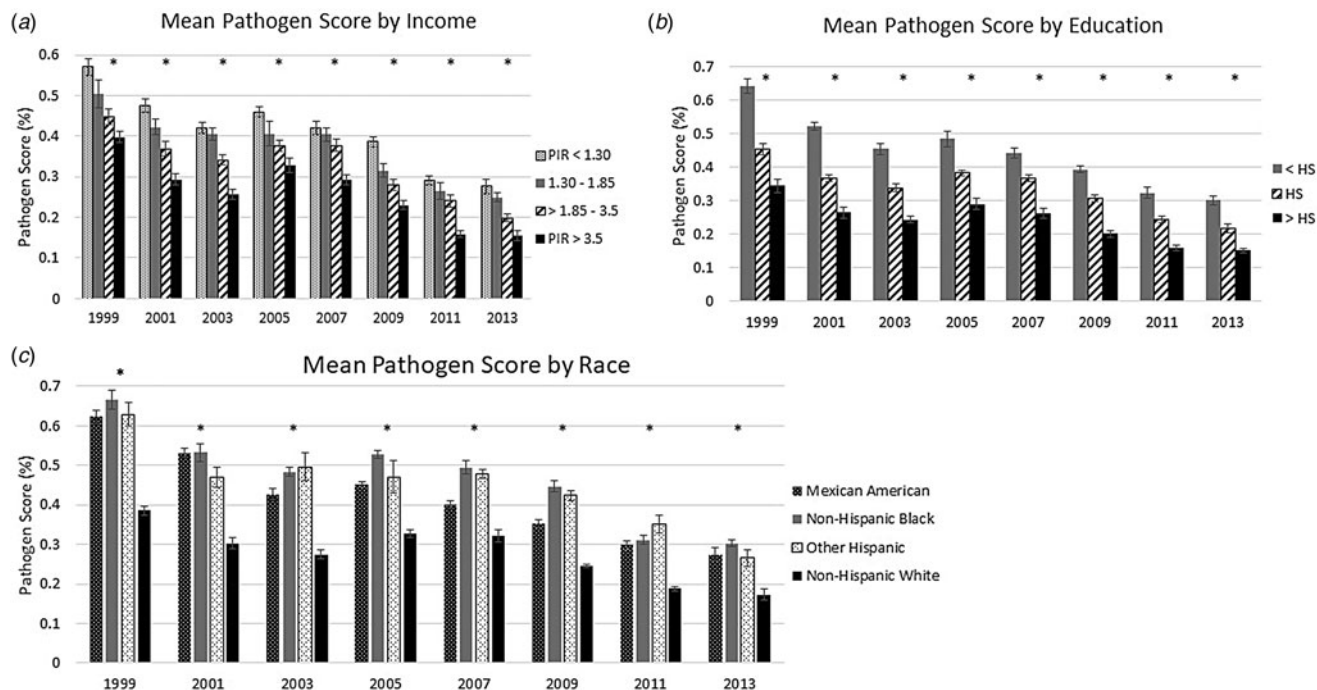 (a)
Mean Pathogen Score by Income
Pathogen Score (%)
0.6
0.5
0.4
0.3
0.2
0.1
0
* * * * * * * *
1999 2001 2003 2005 2007 2009 2011 2013
PIR < 1.30
1.30 - 1.85
> 1.85 - 3.5
PIR > 3.5
(b)
Mean Pathogen Score by Education
Pathogen Score (%)
0.7
0.6
0.5
0.4
0.3
0.2
0.1
0
* * * * * * * *
1999 2001 2003 2005 2007 2009 2011 2013
< HS
HS
> HS
(c)
Mean Pathogen Score by Race
Pathogen Score (%)
0.7
0.6
0.5
0.4
0.3
0.2
0.1
0
* * * * * * * *
1999 2001 2003 2005 2007 2009 2011 2013
Mexican American
Non-Hispanic Black
Other Hispanic
Non-Hispanic White